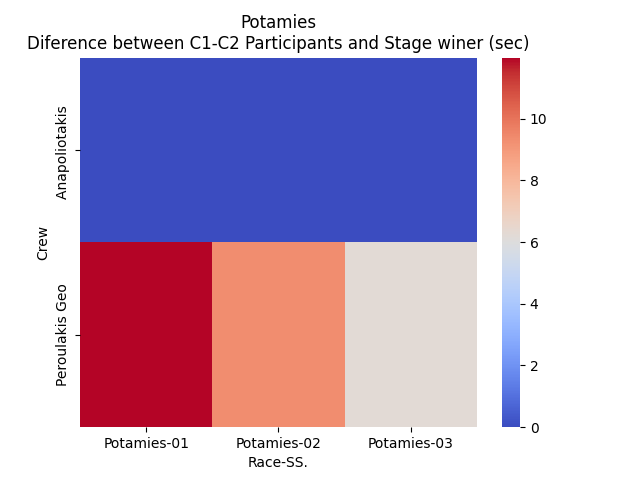 Potamies
Diference between C1-C2 Participants and Stage winer (sec)
Crew
Anapoliotakis
Peroulakis Geo
Potamies-01
Potamies-02
Potamies-03
Race-SS.
10
8
6
4
2
0